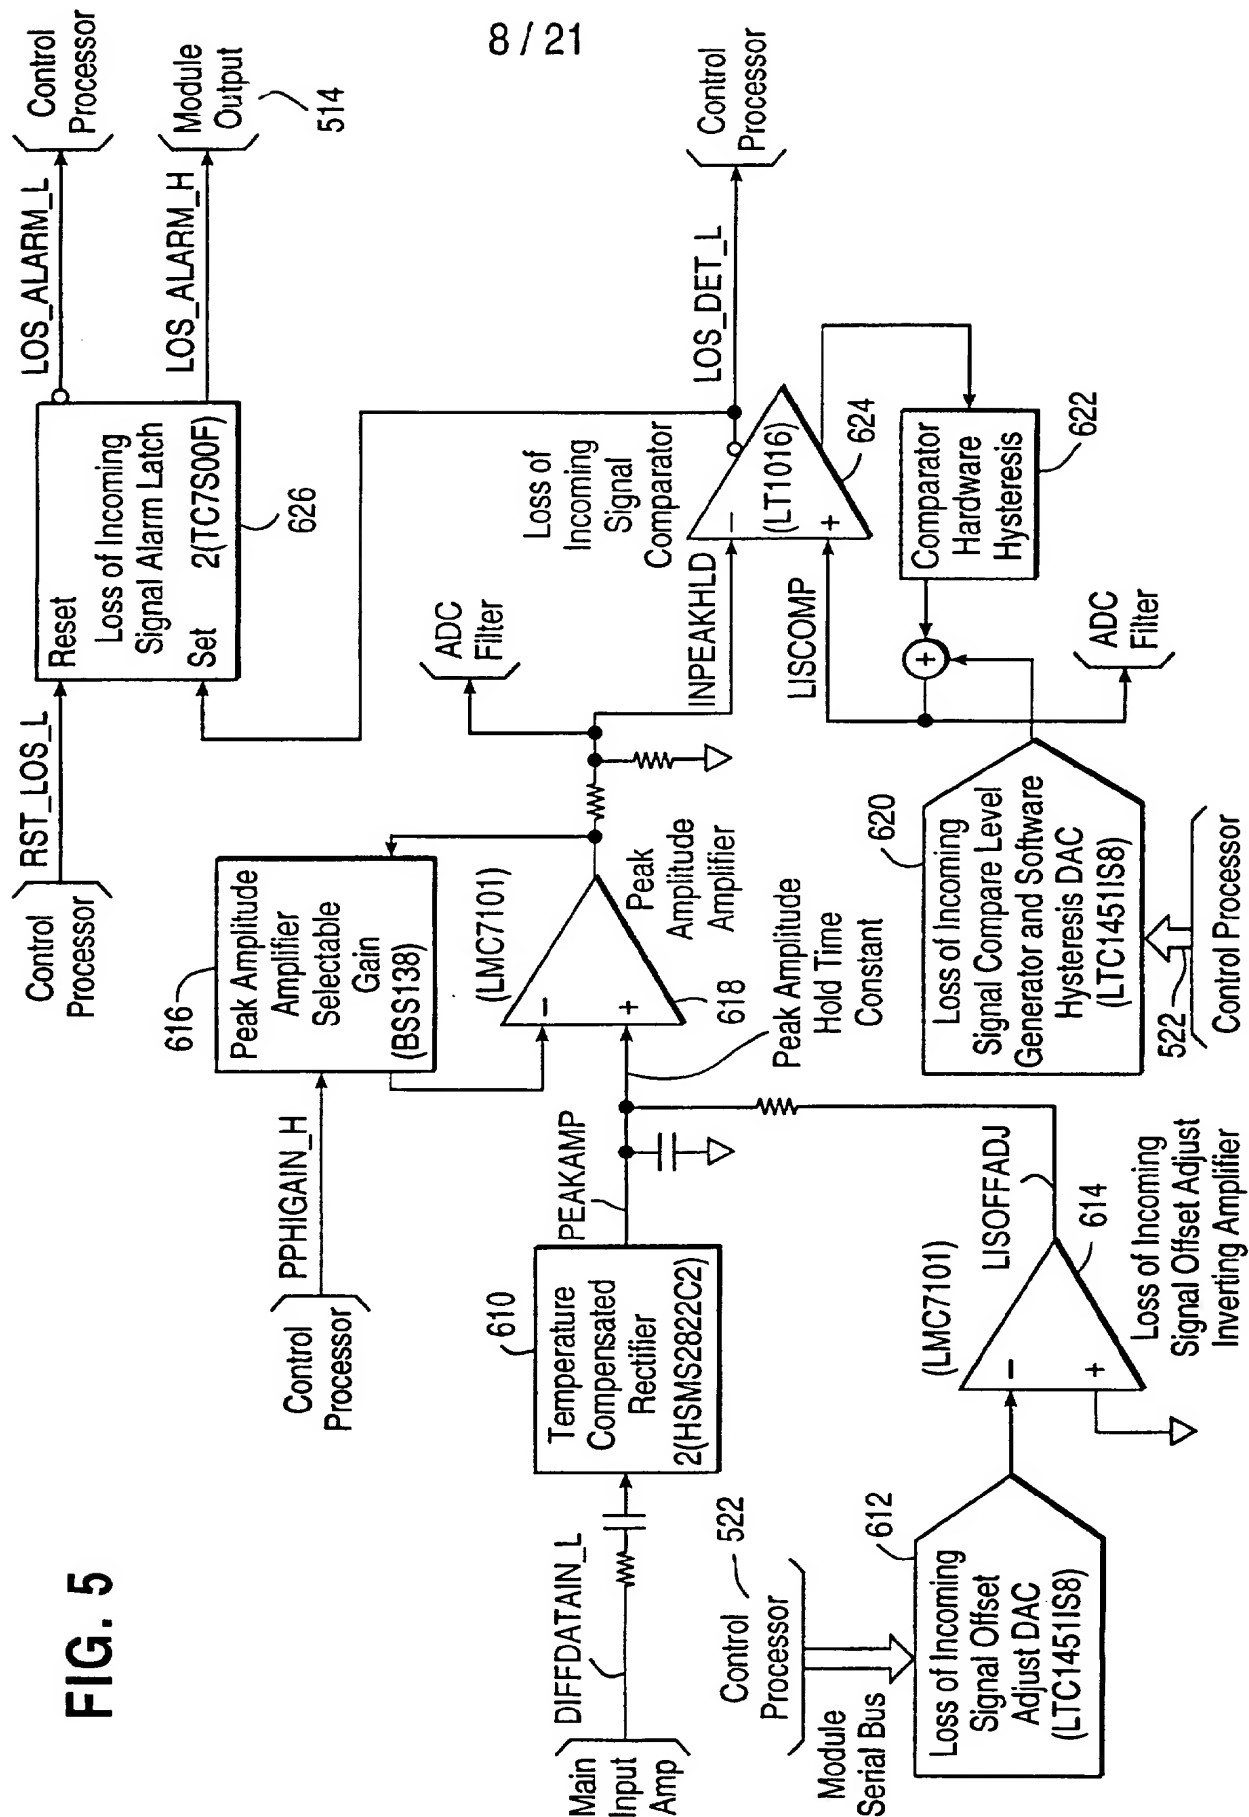 8 / 21
FIG. 5
Main
Input
Amp
DIFFDATAIN_L
610
Temperature
Compensated
Rectifier
2(HSMS2822C2)
PEAKAMP
Control
Processor
PPHIGAIN_H
616
Peak Amplitude
Amplifier
Selectable
Gain
(BSS138)
(LMC7101)
−
+
618
Peak
Amplitude
Amplifier
Peak Amplitude
Hold Time
Constant
Control
Processor
RST_LOS_L
Reset
Loss of Incoming
Signal Alarm Latch
Set 2(TC7S00F)
626
LOS_ALARM_L
Control
Processor
LOS_ALARM_H
Module
Output
514
ADC
Filter
INPEAKHLD
LISCOMP
Loss of
Incoming
Signal
Comparator
−
(LT1016)
+
624
LOS_DET_L
Control
Processor
Comparator
Hardware
Hysteresis
622
+
ADC
Filter
620
Loss of Incoming
Signal Compare Level
Generator and Software
Hysteresis DAC
(LTC1451IS8)
522
Control Processor
Control
Processor
522
Module
Serial Bus
612
Loss of Incoming
Signal Offset
Adjust DAC
(LTC1451IS8)
(LMC7101)
−
+
LISOFFADJ
614
Loss of Incoming
Signal Offset Adjust
Inverting Amplifier